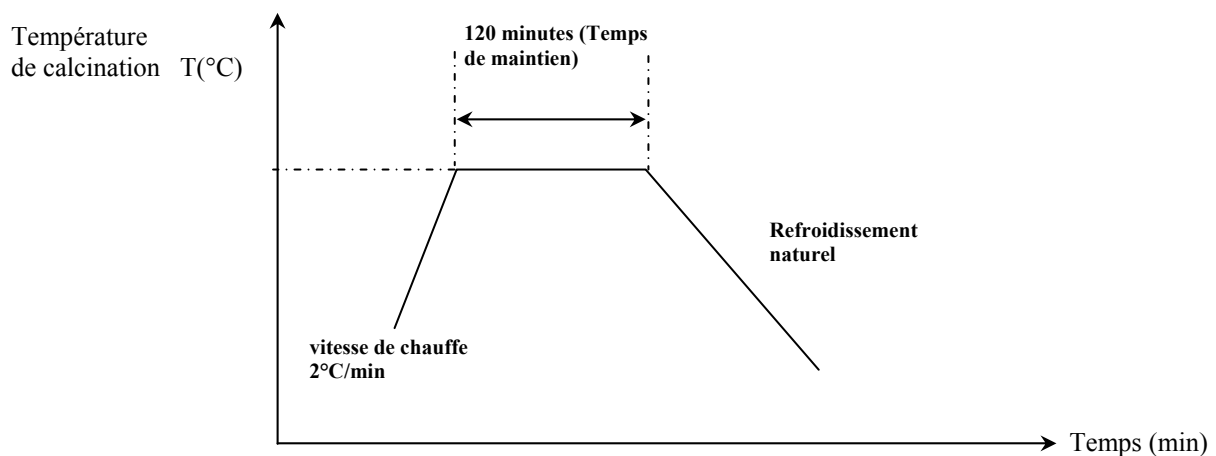 Température
de calcination T(°C)
120 minutes (Temps
de maintien)
Refroidissement
naturel
vitesse de chauffe
2°C/min
Temps (min)